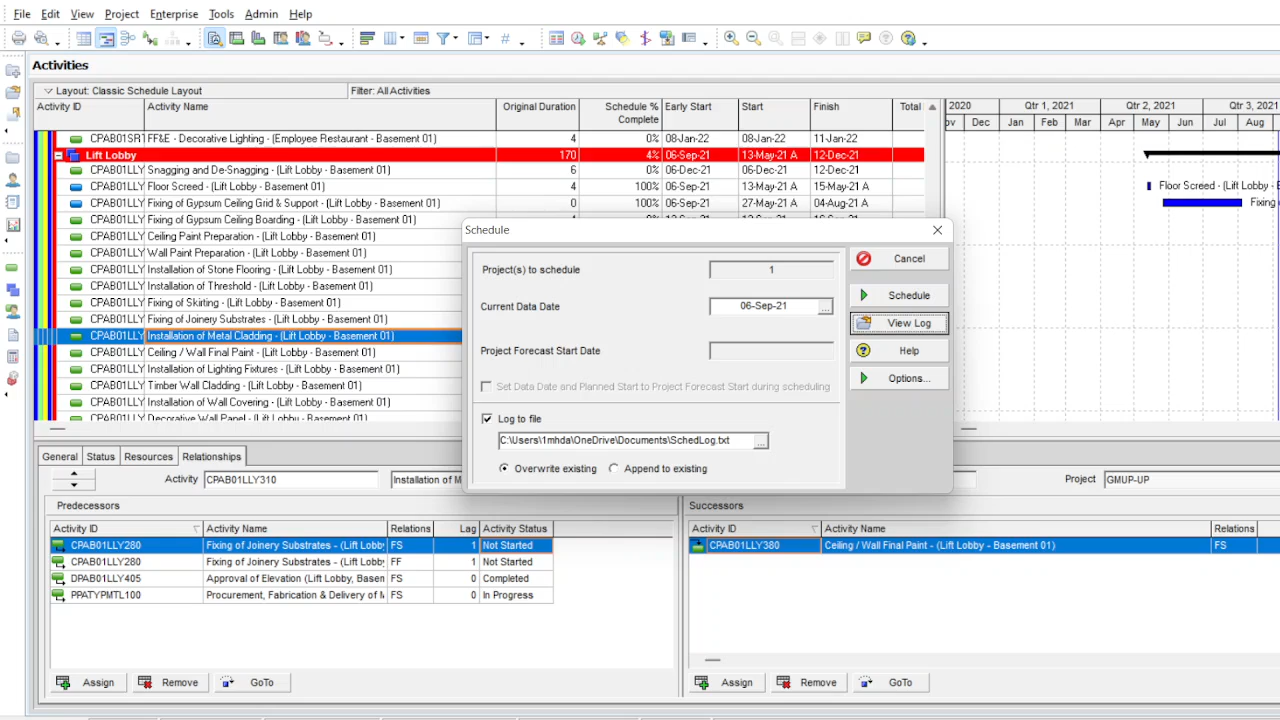 File Edit View Project Enterprise Tools Admin Help
Activities
Layout: Classic Schedule Layout Filter: All Activities
Activity ID Activity Name Original Duration Schedule % Complete Early Start Start Finish Total
2020 Qtr 1, 2021 Qtr 2, 2021 Qtr 3, 2021
ov Dec Jan Feb Mar Apr May Jun Jul Aug
CPAB01SR1 FF&E - Decorative Lighting - (Employee Restaurant - Basement 01) 4 0% 08-Jan-22 08-Jan-22 11-Jan-22
Lift Lobby 170 4% 06-Sep-21 13-May-21 A 12-Dec-21
CPAB01LLY Snagging and De-Snagging - (Lift Lobby - Basement 01) 6 0% 06-Dec-21 06-Dec-21 12-Dec-21
CPAB01LLY Floor Screed - (Lift Lobby - Basement 01) 4 100% 06-Sep-21 13-May-21 A 15-May-21 A Floor Screed - (Lift Lobby -
CPAB01LLY Fixing of Gypsum Ceiling Grid & Support - (Lift Lobby - Basement 01) 0 100% 06-Sep-21 27-May-21 A 04-Aug-21 A Fixing
CPAB01LLY Fixing of Gypsum Ceiling Boarding - (Lift Lobby - Basement 01)
CPAB01LLY Ceiling Paint Preparation - (Lift Lobby - Basement 01)
CPAB01LLY Wall Paint Preparation - (Lift Lobby - Basement 01)
CPAB01LLY Installation of Stone Flooring - (Lift Lobby - Basement 01)
CPAB01LLY Installation of Threshold - (Lift Lobby - Basement 01)
CPAB01LLY Fixing of Skirting - (Lift Lobby - Basement 01)
CPAB01LLY Fixing of Joinery Substrates - (Lift Lobby - Basement 01)
CPAB01LLY Installation of Metal Cladding - (Lift Lobby - Basement 01)
CPAB01LLY Ceiling / Wall Final Paint - (Lift Lobby - Basement 01)
CPAB01LLY Installation of Lighting Fixtures - (Lift Lobby - Basement 01)
CPAB01LLY Timber Wall Cladding - (Lift Lobby - Basement 01)
CPAB01LLY Installation of Wall Covering - (Lift Lobby - Basement 01)
CPAB01LLY Decorative Wall Panel - (Lift Lobby - Basement 01)
Schedule
Project(s) to schedule 1
Current Data Date 06-Sep-21 ...
Project Forecast Start Date
Set Data Date and Planned Start to Project Forecast Start during scheduling
Log to file
C:\Users\1mhda\OneDrive\Documents\SchedLog.txt ...
Overwrite existing Append to existing
Cancel
Schedule
View Log
Help
Options...
General Status Resources Relationships
Activity CPAB01LLY310 Installation of M Project GMUP-UP
Predecessors
Activity ID Activity Name Relations Lag Activity Status
CPAB01LLY280 Fixing of Joinery Substrates - (Lift Lobby FS 1 Not Started
CPAB01LLY280 Fixing of Joinery Substrates - (Lift Lobby FF 1 Not Started
DPAB01LLY405 Approval of Elevation (Lift Lobby, Basen FS 0 Completed
PPATYPMTL100 Procurement, Fabrication & Delivery of M FS 0 In Progress
Assign Remove GoTo
Successors
Activity ID Activity Name Relations
CPAB01LLY380 Ceiling / Wall Final Paint - (Lift Lobby - Basement 01) FS
Assign Remove GoTo